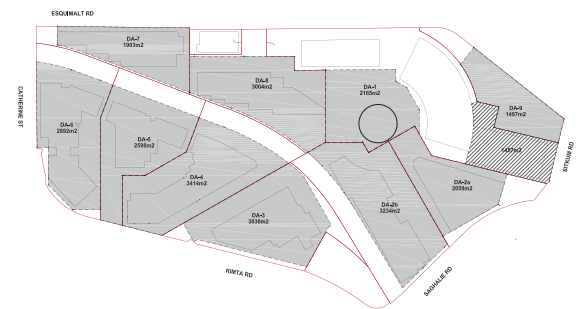 ESQUIMALT RD
DA-7
1903m2
DA-8
3004m2
DA-1
2165m2
CATHERINE ST
DA-9
1497m2
DA-6
2892m2
DA-5
2598m2
1457m2
SITKUM RD
DA-4
3414m2
DA-2a
2059m2
DA-2b
3234m2
DA-3
3030m2
KIMTA RD
SAGHALIE RD